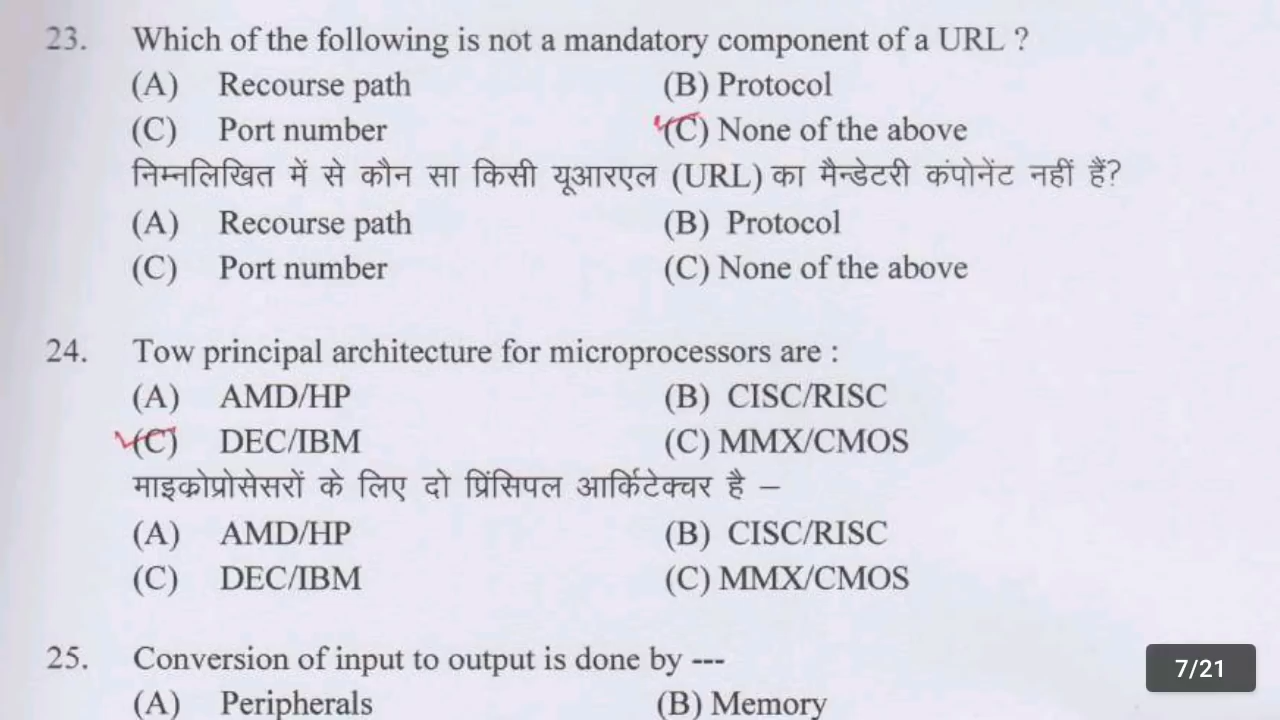 23. Which of the following is not a mandatory component of a URL ?
(A) Recourse path (B) Protocol
(C) Port number (C) None of the above
निम्नलिखित में से कौन सा किसी यूआरएल (URL) का मैन्डेटरी कंपोनेंट नहीं हैं?
(A) Recourse path (B) Protocol
(C) Port number (C) None of the above
24. Tow principal architecture for microprocessors are :
(A) AMD/HP (B) CISC/RISC
(C) DEC/IBM (C) MMX/CMOS
माइकोप्रोसेसरों के लिए दो प्रिंसिपल आर्किटेक्चर है –
(A) AMD/HP (B) CISC/RISC
(C) DEC/IBM (C) MMX/CMOS
25. Conversion of input to output is done by ---
7/21
(A) Peripherals (B) Memory